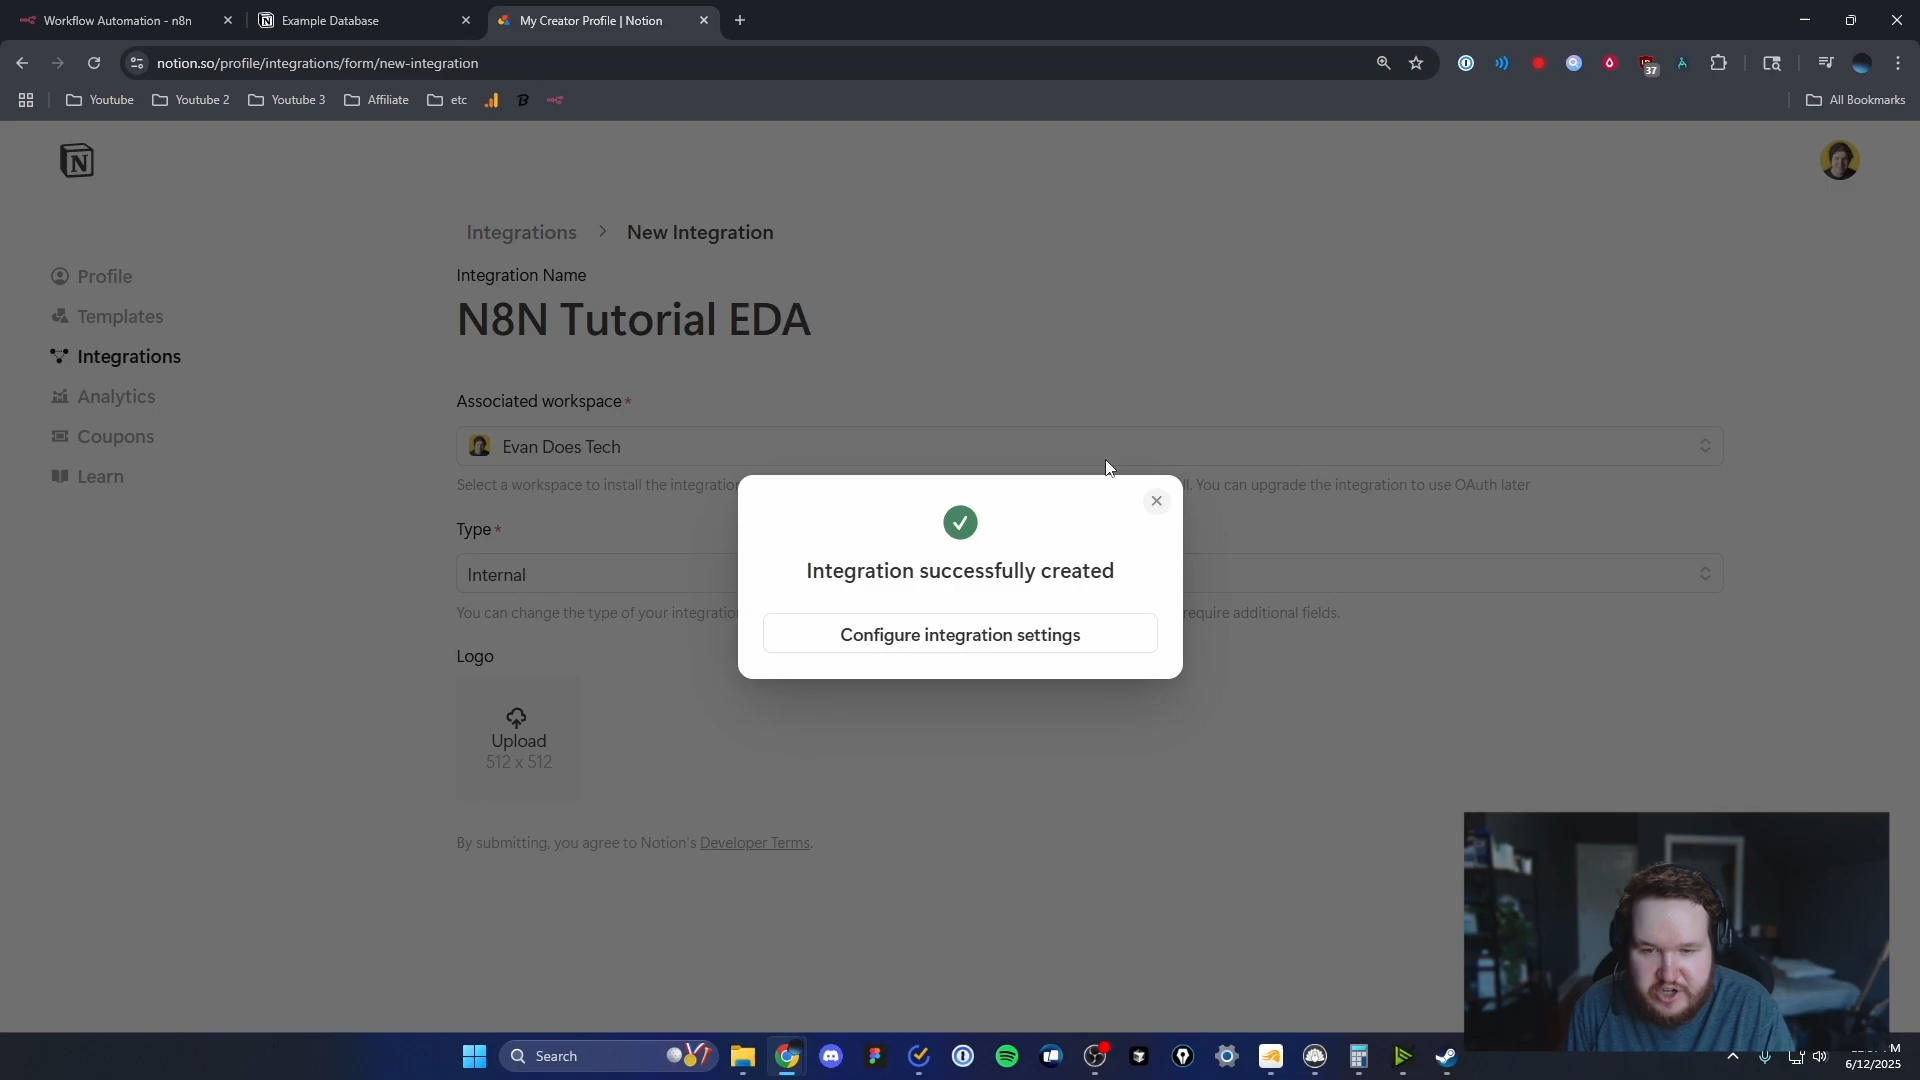 Workflow Automation - n8n
Example Database
My Creator Profile | Notion
notion.so/profile/integrations/form/new-integration
37
Youtube
Youtube 2
Youtube 3
Affiliate
etc
All Bookmarks
Integrations > New Integration
Integration Name
N8N Tutorial EDA
Profile
Templates
Integrations
Analytics
Coupons
Learn
Associated workspace *
Evan Does Tech
Select a workspace to install the integration
. You can upgrade the integration to use OAuth later
Type *
Internal
You can change the type of your integration
require additional fields.
Integration successfully created
Configure integration settings
Logo
Upload
512 x 512
By submitting, you agree to Notion's Developer Terms.
Search
6/12/2025